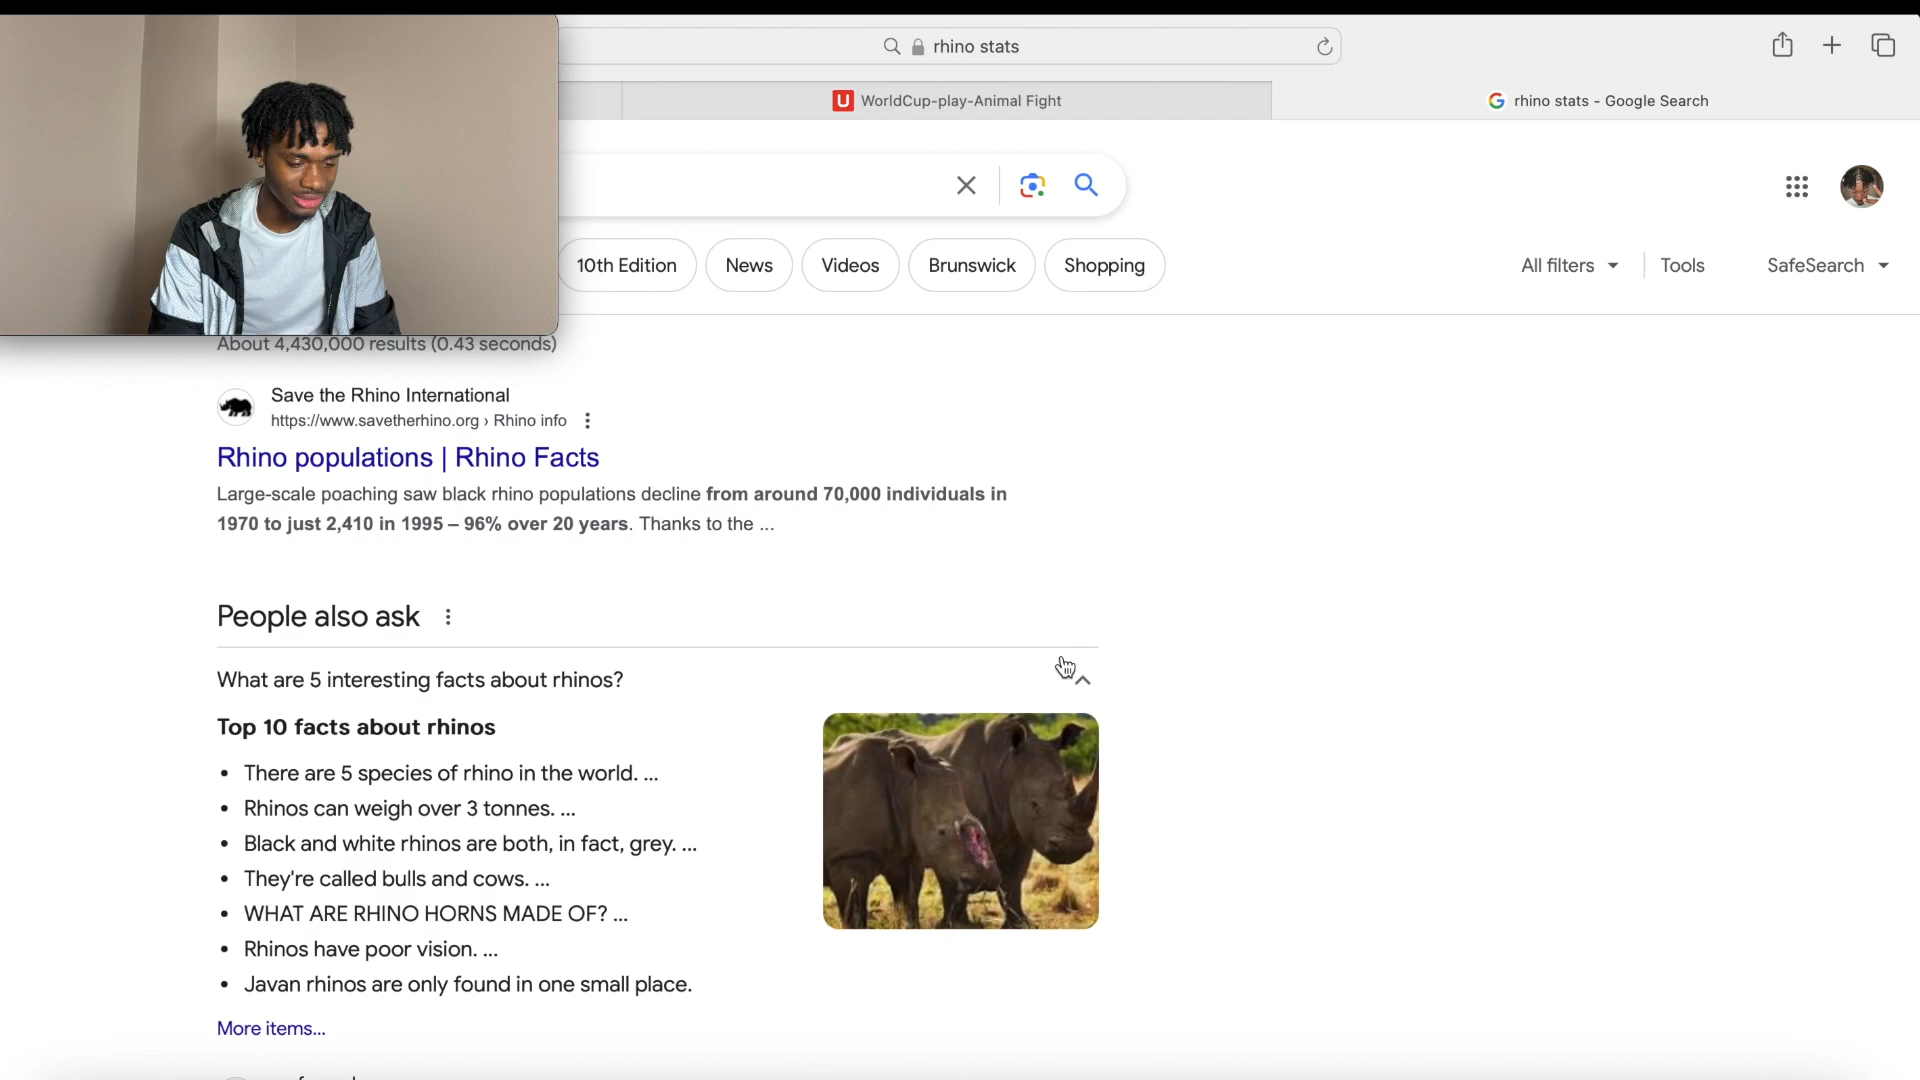 rhino stats
U WorldCup-play-Animal Fight
rhino stats - Google Search
10th Edition
News
Videos
Brunswick
Shopping
All filters
Tools
SafeSearch
About 4,430,000 results (0.43 seconds)
Save the Rhino International
https://www.savetherhino.org › Rhino info
Rhino populations | Rhino Facts
Large-scale poaching saw black rhino populations decline from around 70,000 individuals in
1970 to just 2,410 in 1995 – 96% over 20 years. Thanks to the ...
People also ask
What are 5 interesting facts about rhinos?
Top 10 facts about rhinos
• There are 5 species of rhino in the world. ...
• Rhinos can weigh over 3 tonnes. ...
• Black and white rhinos are both, in fact, grey. ...
• They're called bulls and cows. ...
• WHAT ARE RHINO HORNS MADE OF? ...
• Rhinos have poor vision. ...
• Javan rhinos are only found in one small place.
More items...